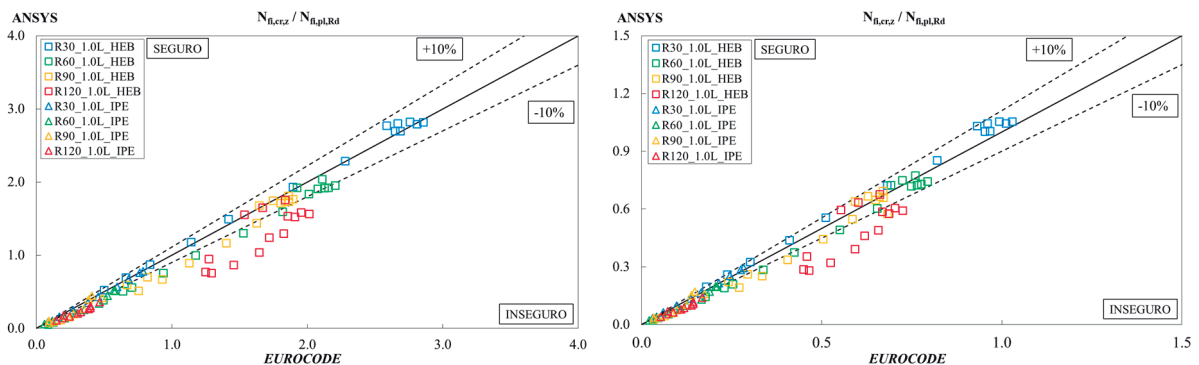 ANSYS
Nfi,cr,z / Nfi,pl,Rd
4.0
3.0
2.0
1.0
0.0
R30_1.0L_HEB
R60_1.0L_HEB
R90_1.0L_HEB
R120_1.0L_HEB
R30_1.0L_IPE
R60_1.0L_IPE
R90_1.0L_IPE
R120_1.0L_IPE
SEGURO
+10%
-10%
INSEGURO
0.0 1.0 2.0 3.0 4.0
EUROCODE
ANSYS
Nfi,cr,z / Nfi,pl,Rd
1.5
1.2
0.9
0.6
0.3
0.0
R30_1.0L_HEB
R60_1.0L_HEB
R90_1.0L_HEB
R120_1.0L_HEB
R30_1.0L_IPE
R60_1.0L_IPE
R90_1.0L_IPE
R120_1.0L_IPE
SEGURO
+10%
-10%
INSEGURO
0.0 0.5 1.0 1.5
EUROCODE